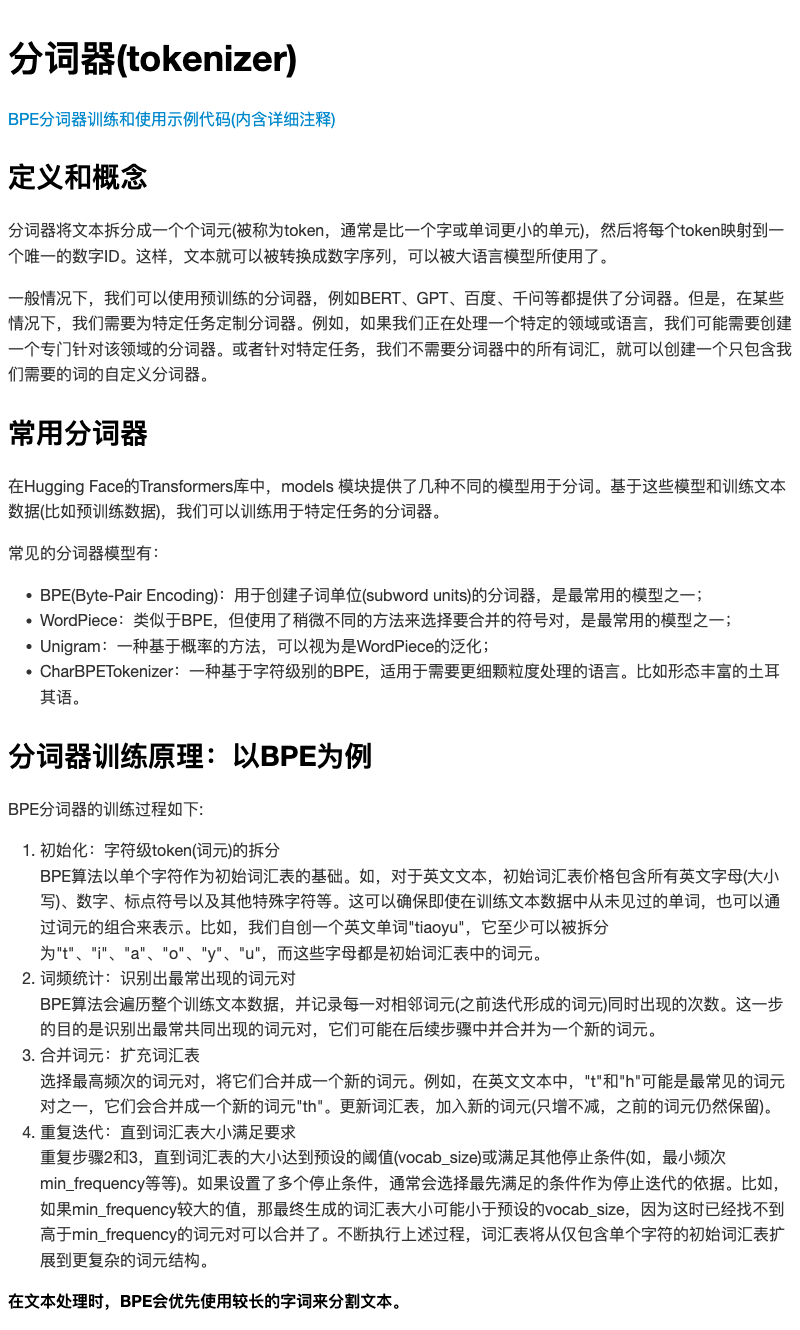 分词器(tokenizer)
BPE分词器训练和使用示例代码(内含详细注释)
定义和概念
分词器将文本拆分成一个个词元(被称为token，通常是比一个字或单词更小的单元)，然后将每个token映射到一
个唯一的数字ID。这样，文本就可以被转换成数字序列，可以被大语言模型所使用了。
一般情况下，我们可以使用预训练的分词器，例如BERT、GPT、百度、千问等都提供了分词器。但是，在某些
情况下，我们需要为特定任务定制分词器。例如，如果我们正在处理一个特定的领域或语言，我们可能需要创建
一个专门针对该领域的分词器。或者针对特定任务，我们不需要分词器中的所有词汇，就可以创建一个只包含我
们需要的词的自定义分词器。
常用分词器
在Hugging Face的Transformers库中，models 模块提供了几种不同的模型用于分词。基于这些模型和训练文本
数据(比如预训练数据)，我们可以训练用于特定任务的分词器。
常见的分词器模型有：
• BPE(Byte-Pair Encoding)：用于创建子词单位(subword units)的分词器，是最常用的模型之一；
• WordPiece：类似于BPE，但使用了稍微不同的方法来选择要合并的符号对，是最常用的模型之一；
• Unigram：一种基于概率的方法，可以视为是WordPiece的泛化；
• CharBPETokenizer：一种基于字符级别的BPE，适用于需要更细颗粒度处理的语言。比如形态丰富的土耳
其语。
分词器训练原理：以BPE为例
BPE分词器的训练过程如下:
1. 初始化：字符级token(词元)的拆分
BPE算法以单个字符作为初始词汇表的基础。如，对于英文文本，初始词汇表价格包含所有英文字母(大小
写)、数字、标点符号以及其他特殊字符等。这可以确保即使在训练文本数据中从未见过的单词，也可以通
过词元的组合来表示。比如，我们自创一个英文单词"tiaoyu"，它至少可以被拆分
为"t"、"i"、"a"、"o"、"y"、"u"，而这些字母都是初始词汇表中的词元。
2. 词频统计：识别出最常出现的词元对
BPE算法会遍历整个训练文本数据，并记录每一对相邻词元(之前迭代形成的词元)同时出现的次数。这一步
的目的是识别出最常共同出现的词元对，它们可能在后续步骤中并合并为一个新的词元。
3. 合并词元：扩充词汇表
选择最高频次的词元对，将它们合并成一个新的词元。例如，在英文文本中，"t"和"h"可能是最常见的词元
对之一，它们会合并成一个新的词元"th"。更新词汇表，加入新的词元(只增不减，之前的词元仍然保留)。
4. 重复迭代：直到词汇表大小满足要求
重复步骤2和3，直到词汇表的大小达到预设的阈值(vocab_size)或满足其他停止条件(如，最小频次
min_frequency等等)。如果设置了多个停止条件，通常会选择最先满足的条件作为停止迭代的依据。比如，
如果min_frequency较大的值，那最终生成的词汇表大小可能小于预设的vocab_size，因为这时已经找不到
高于min_frequency的词元对可以合并了。不断执行上述过程，词汇表将从仅包含单个字符的初始词汇表扩
展到更复杂的词元结构。
在文本处理时，BPE会优先使用较长的字词来分割文本。